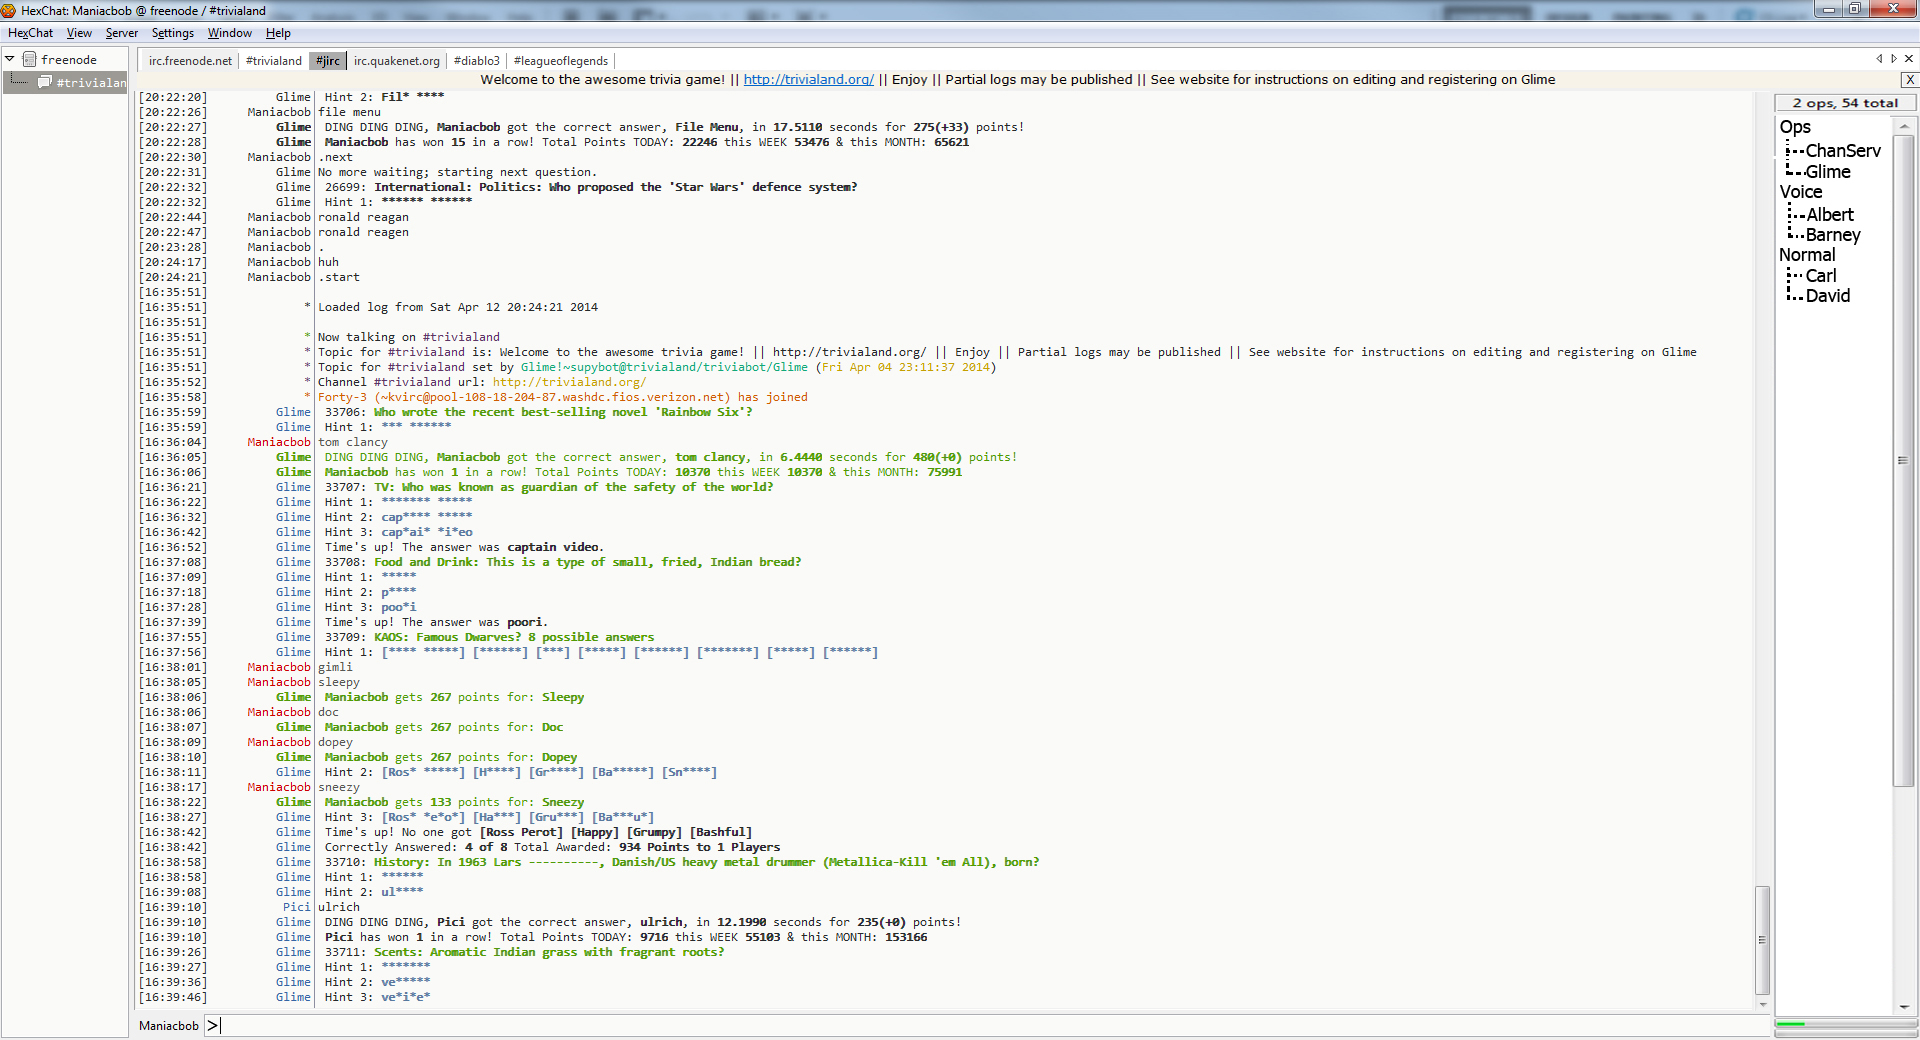 HexChat: Maniacbob @ freenode / #trivialand
HexChat View Server Settings Window Help
freenode
#trivialan
irc.freenode.net #trivialand #jirc irc.quakenet.org #diablo3 #leagueoflegends
Welcome to the awesome trivia game! || http://trivialand.org/ || Enjoy || Partial logs may be published || See website for instructions on editing and registering on Glime
X
[20:22:20] Glime Hint 2: Fil* ****
[20:22:26] Maniacbob file menu
[20:22:27] Glime DING DING DING, Maniacbob got the correct answer, File Menu, in 17.5110 seconds for 275(+33) points!
[20:22:28] Glime Maniacbob has won 15 in a row! Total Points TODAY: 22246 this WEEK 53476 & this MONTH: 65621
[20:22:30] Maniacbob .next
[20:22:31] Glime No more waiting; starting next question.
[20:22:32] Glime 26699: International: Politics: Who proposed the 'Star Wars' defence system?
[20:22:32] Glime Hint 1: ****** ******
[20:22:44] Maniacbob ronald reagan
[20:22:47] Maniacbob ronald reagen
[20:23:28] Maniacbob .
[20:24:17] Maniacbob huh
[20:24:21] Maniacbob .start
[16:35:51]
[16:35:51] * Loaded log from Sat Apr 12 20:24:21 2014
[16:35:51]
[16:35:51] * Now talking on #trivialand
[16:35:51] * Topic for #trivialand is: Welcome to the awesome trivia game! || http://trivialand.org/ || Enjoy || Partial logs may be published || See website for instructions on editing and registering on Glime
[16:35:51] * Topic for #trivialand set by Glime!~supybot@trivialand/triviabot/Glime (Fri Apr 04 23:11:37 2014)
[16:35:52] * Channel #trivialand url: http://trivialand.org/
[16:35:58] * Forty-3 (~kvirc@pool-108-18-204-87.washdc.fios.verizon.net) has joined
[16:35:59] Glime 33706: Who wrote the recent best-selling novel 'Rainbow Six'?
[16:35:59] Glime Hint 1: *** ******
[16:36:04] Maniacbob tom clancy
[16:36:05] Glime DING DING DING, Maniacbob got the correct answer, tom clancy, in 6.4440 seconds for 480(+0) points!
[16:36:06] Glime Maniacbob has won 1 in a row! Total Points TODAY: 10370 this WEEK 10370 & this MONTH: 75991
[16:36:21] Glime 33707: TV: Who was known as guardian of the safety of the world?
[16:36:22] Glime Hint 1: ******* *****
[16:36:32] Glime Hint 2: cap**** *****
[16:36:42] Glime Hint 3: cap*ai* *i*eo
[16:36:52] Glime Time's up! The answer was captain video.
[16:37:08] Glime 33708: Food and Drink: This is a type of small, fried, Indian bread?
[16:37:09] Glime Hint 1: *****
[16:37:18] Glime Hint 2: p****
[16:37:28] Glime Hint 3: poo*i
[16:37:39] Glime Time's up! The answer was poori.
[16:37:55] Glime 33709: KAOS: Famous Dwarves? 8 possible answers
[16:37:56] Glime Hint 1: [**** *****] [******] [***] [*****] [******] [*******] [*****] [******]
[16:38:01] Maniacbob gimli
[16:38:05] Maniacbob sleepy
[16:38:06] Glime Maniacbob gets 267 points for: Sleepy
[16:38:06] Maniacbob doc
[16:38:07] Glime Maniacbob gets 267 points for: Doc
[16:38:09] Maniacbob dopey
[16:38:10] Glime Maniacbob gets 267 points for: Dopey
[16:38:11] Glime Hint 2: [Ros* *****] [H****] [Gr****] [Ba*****] [Sn****]
[16:38:17] Maniacbob sneezy
[16:38:22] Glime Maniacbob gets 133 points for: Sneezy
[16:38:27] Glime Hint 3: [Ros* *e*o*] [Ha***] [Gru***] [Ba***u*]
[16:38:42] Glime Time's up! No one got [Ross Perot] [Happy] [Grumpy] [Bashful]
[16:38:42] Glime Correctly Answered: 4 of 8 Total Awarded: 934 Points to 1 Players
[16:38:58] Glime 33710: History: In 1963 Lars ----------, Danish/US heavy metal drummer (Metallica-Kill 'em All), born?
[16:38:58] Glime Hint 1: ******
[16:39:08] Glime Hint 2: ul****
[16:39:10] Pici ulrich
[16:39:10] Glime DING DING DING, Pici got the correct answer, ulrich, in 12.1990 seconds for 235(+0) points!
[16:39:10] Glime Pici has won 1 in a row! Total Points TODAY: 9716 this WEEK 55103 & this MONTH: 153166
[16:39:26] Glime 33711: Scents: Aromatic Indian grass with fragrant roots?
[16:39:27] Glime Hint 1: *******
[16:39:36] Glime Hint 2: ve*****
[16:39:46] Glime Hint 3: ve*i*e*
Maniacbob >
2 ops, 54 total
Ops
ChanServ
Glime
Voice
Albert
Barney
Normal
Carl
David